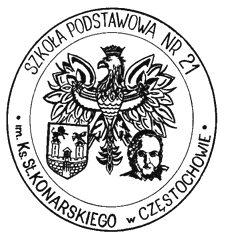 SZKOŁA PODSTAWOWA NR 21
im. Ks. St. KONARSKIEGO w CZĘSTOCHOWIE